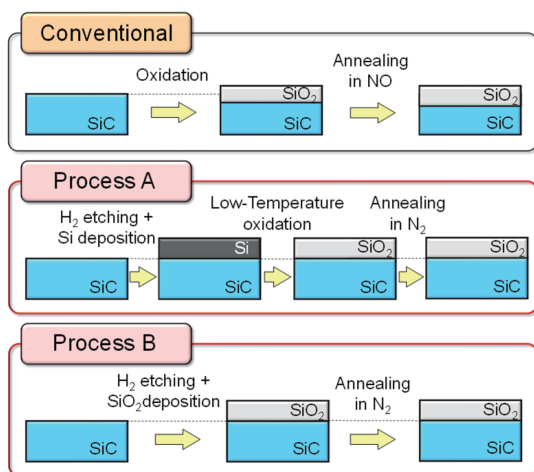 Conventional
Oxidation
Annealing
in NO
SiC
SiO₂
SiC
SiO₂
SiC
Process A
H₂ etching +
Si deposition
Low-Temperature
oxidation
Annealing
in N₂
SiC
Si
SiC
SiO₂
SiC
SiO₂
SiC
Process B
H₂ etching +
SiO₂deposition
Annealing
in N₂
SiC
SiO₂
SiC
SiO₂
SiC